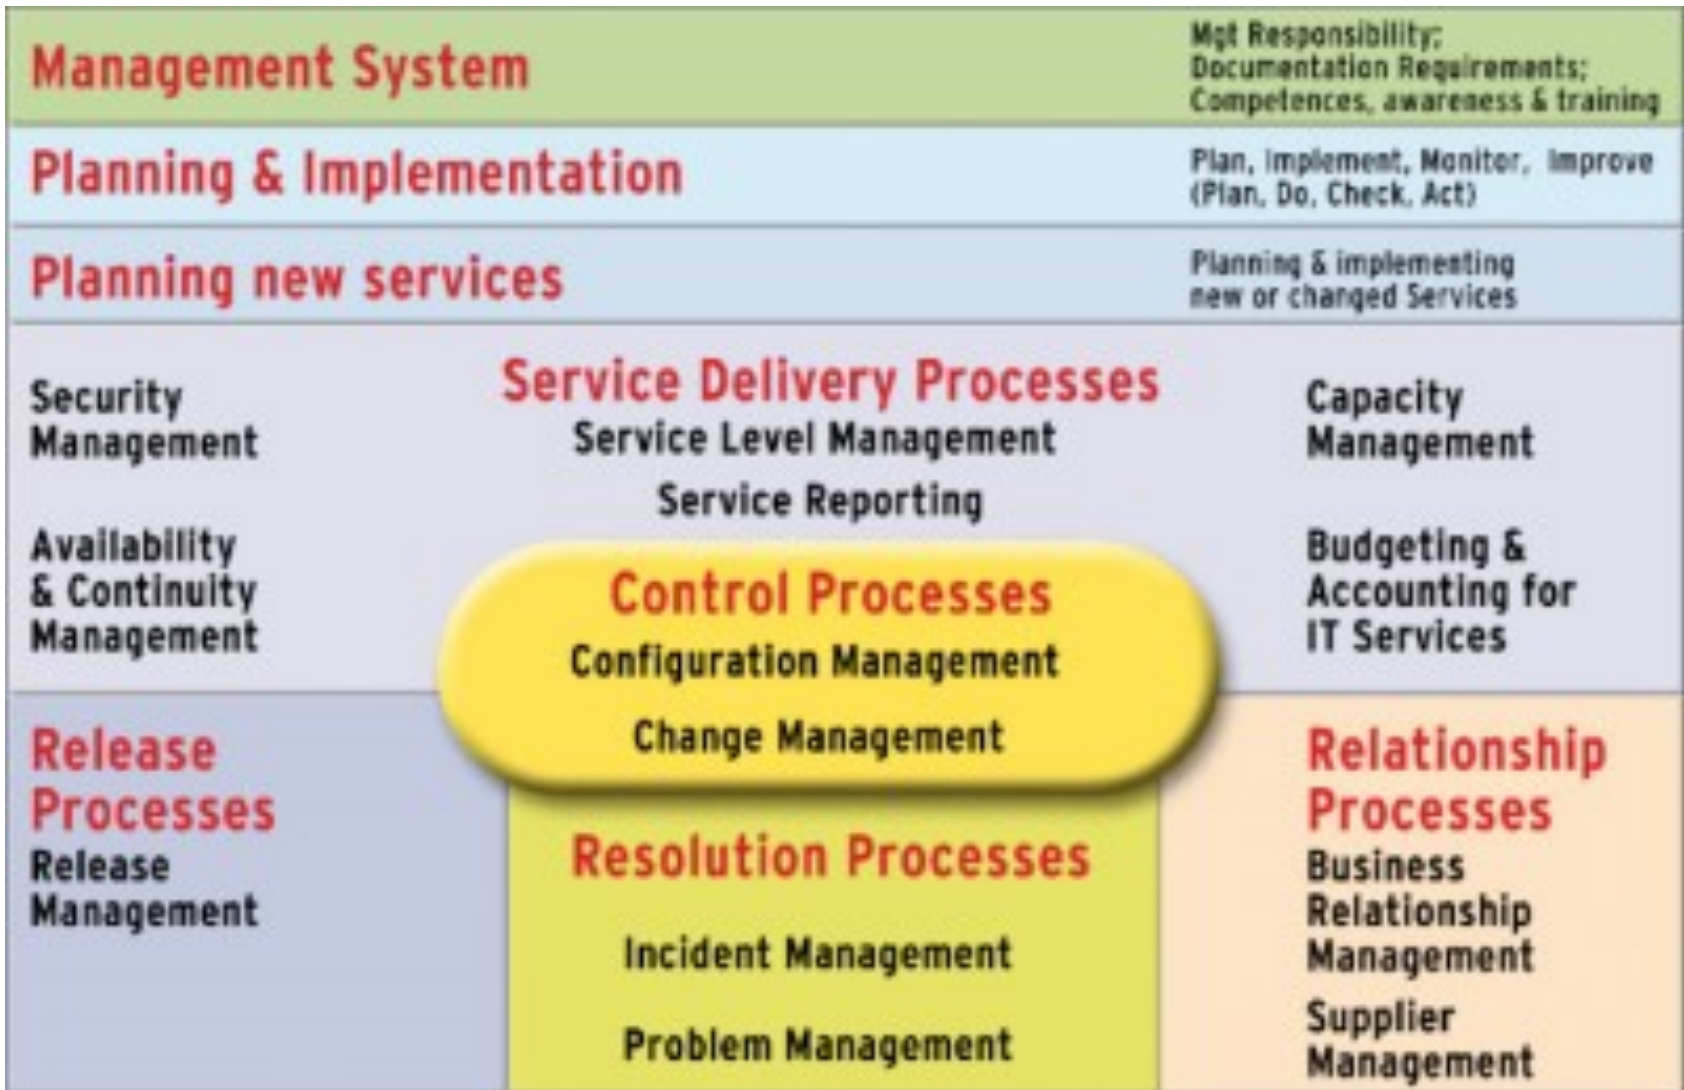 Management System
Mgt Responsibility;
Documentation Requirements;
Competences, awareness & training
Planning & Implementation
Plan, Implement, Monitor, Improve
(Plan, Do, Check, Act)
Planning new services
Planning & implementing
new or changed Services
Security
Management
Availability
& Continuity
Management
Service Delivery Processes
Service Level Management
Service Reporting
Capacity
Management
Budgeting &
Accounting for
IT Services
Control Processes
Configuration Management
Change Management
Release
Processes
Release
Management
Resolution Processes
Incident Management
Problem Management
Relationship
Processes
Business
Relationship
Management
Supplier
Management